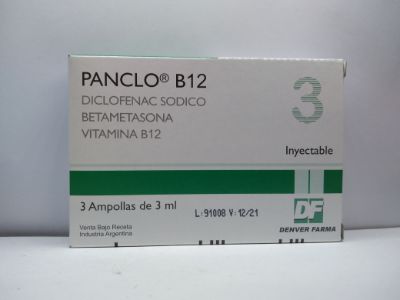 PANCLO® B12
DICLOFENAC SODICO
BETAMETASONA
VITAMINA B12
3
Inyectable
3 Ampollas de 3 ml
L:91008 V:12/21
DF
DENVER FARMA
Venta Bajo Receta
Industria Argentina